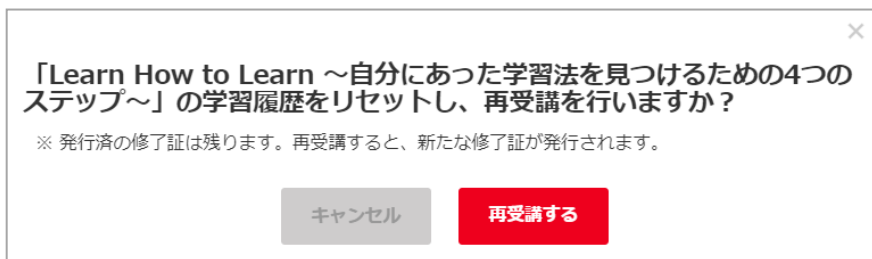 「Learn How to Learn ～自分にあった学習法を見つけるための4つの
ステップ～」の学習履歴をリセットし、再受講を行いますか？
※ 発行済の修了証は残ります。再受講すると、新たな修了証が発行されます。
キャンセル
再受講する